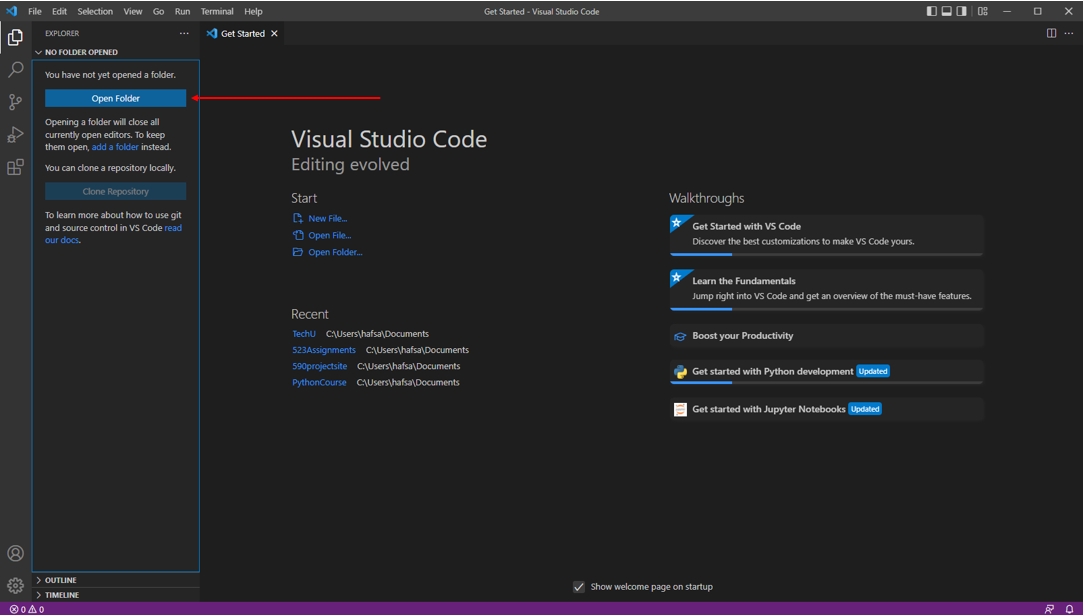 File Edit Selection View Go Run Terminal Help
Get Started - Visual Studio Code
EXPLORER
NO FOLDER OPENED
You have not yet opened a folder.
Open Folder
Opening a folder will close all
currently open editors. To keep
them open, add a folder instead.
You can clone a repository locally.
Clone Repository
To learn more about how to use git
and source control in VS Code read
our docs.
OUTLINE
TIMELINE
Get Started
Visual Studio Code
Editing evolved
Start
New File...
Open File...
Open Folder...
Recent
TechU C:\Users\hafsa\Documents
523Assignments C:\Users\hafsa\Documents
590projectsite C:\Users\hafsa\Documents
PythonCourse C:\Users\hafsa\Documents
Walkthroughs
Get Started with VS Code
Discover the best customizations to make VS Code yours.
Learn the Fundamentals
Jump right into VS Code and get an overview of the must-have features.
Boost your Productivity
Get started with Python development Updated
Get started with Jupyter Notebooks Updated
Show welcome page on startup
0 0